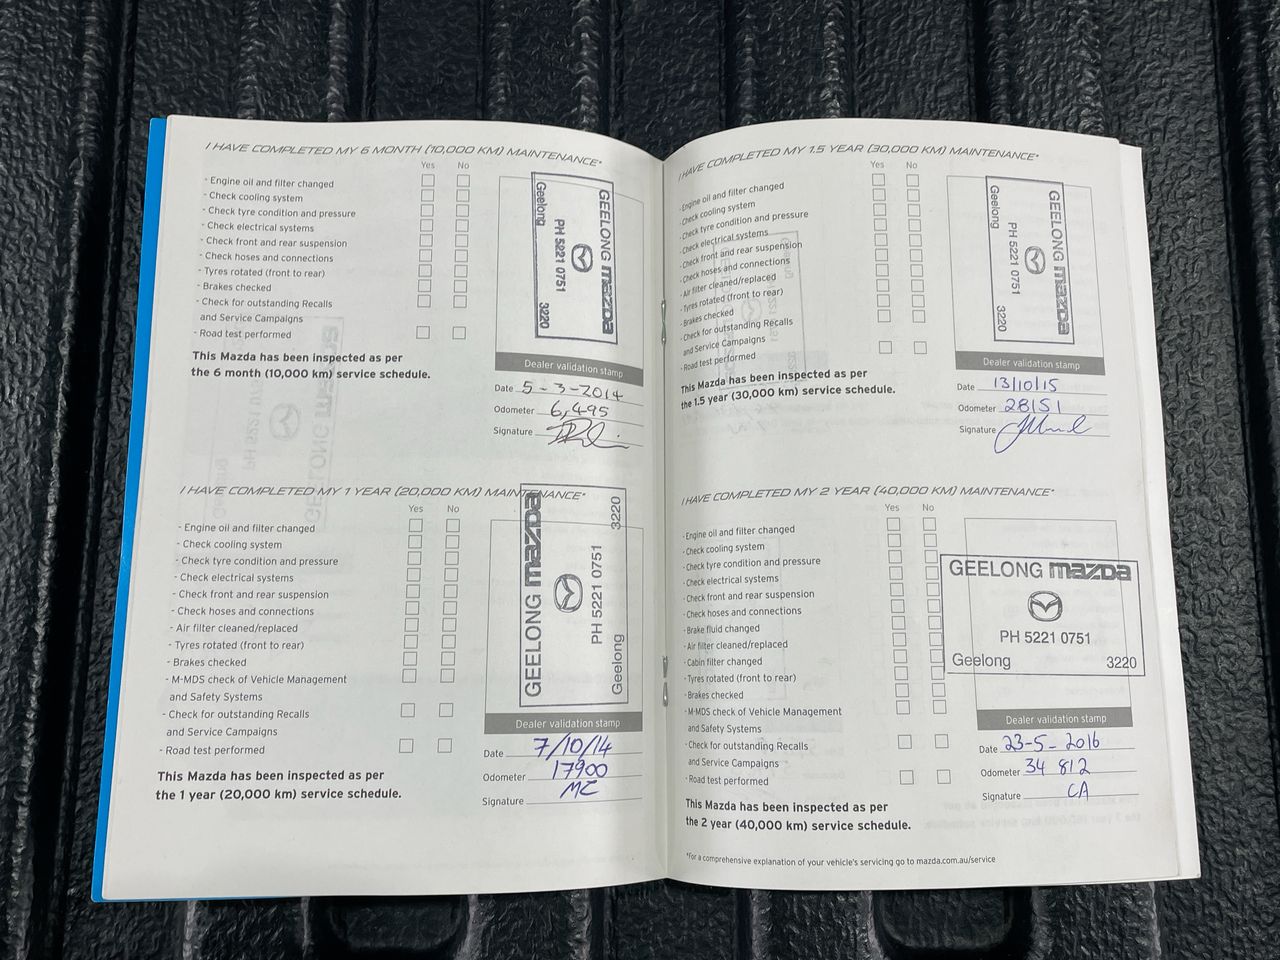 I HAVE COMPLETED MY 6 MONTH (10,000 KM) MAINTENANCE*
Yes No
- Engine oil and filter changed
- Check cooling system
- Check tyre condition and pressure
- Check electrical systems
- Check front and rear suspension
- Check hoses and connections
- Tyres rotated (front to rear)
- Brakes checked
- Check for outstanding Recalls
and Service Campaigns
- Road test performed
This Mazda has been inspected as per
the 6 month (10,000 km) service schedule.
GEELONG mazda
PH 5221 0751
Geelong 3220
Dealer validation stamp
Date 5-3-2014
Odometer 6,495
Signature
I HAVE COMPLETED MY 1 YEAR (20,000 KM) MAINTENANCE*
Yes No
- Engine oil and filter changed
- Check cooling system
- Check tyre condition and pressure
- Check electrical systems
- Check front and rear suspension
- Check hoses and connections
- Air filter cleaned/replaced
- Tyres rotated (front to rear)
- Brakes checked
- M-MDS check of Vehicle Management
and Safety Systems
- Check for outstanding Recalls
and Service Campaigns
- Road test performed
This Mazda has been inspected as per
the 1 year (20,000 km) service schedule.
GEELONG mazda
PH 5221 0751
Geelong 3220
Dealer validation stamp
Date 7/10/14
Odometer 17900
Signature MC
I HAVE COMPLETED MY 1.5 YEAR (30,000 KM) MAINTENANCE*
Yes No
- Engine oil and filter changed
- Check cooling system
- Check tyre condition and pressure
- Check electrical systems
- Check front and rear suspension
- Check hoses and connections
- Air filter cleaned/replaced
- Tyres rotated (front to rear)
- Brakes checked
- Check for outstanding Recalls
and Service Campaigns
- Road test performed
This Mazda has been inspected as per
the 1.5 year (30,000 km) service schedule.
GEELONG mazda
PH 5221 0751
Geelong 3220
Dealer validation stamp
Date 13/10/15
Odometer 28151
Signature
I HAVE COMPLETED MY 2 YEAR (40,000 KM) MAINTENANCE*
Yes No
- Engine oil and filter changed
- Check cooling system
- Check tyre condition and pressure
- Check electrical systems
- Check front and rear suspension
- Check hoses and connections
- Brake fluid changed
- Air filter cleaned/replaced
- Cabin filter changed
- Tyres rotated (front to rear)
- Brakes checked
- M-MDS check of Vehicle Management
and Safety Systems
- Check for outstanding Recalls
and Service Campaigns
- Road test performed
This Mazda has been inspected as per
the 2 year (40,000 km) service schedule.
GEELONG mazda
PH 5221 0751
Geelong 3220
Dealer validation stamp
Date 23-5-2016
Odometer 34 812
Signature CA
*For a comprehensive explanation of your vehicle's servicing go to mazda.com.au/service